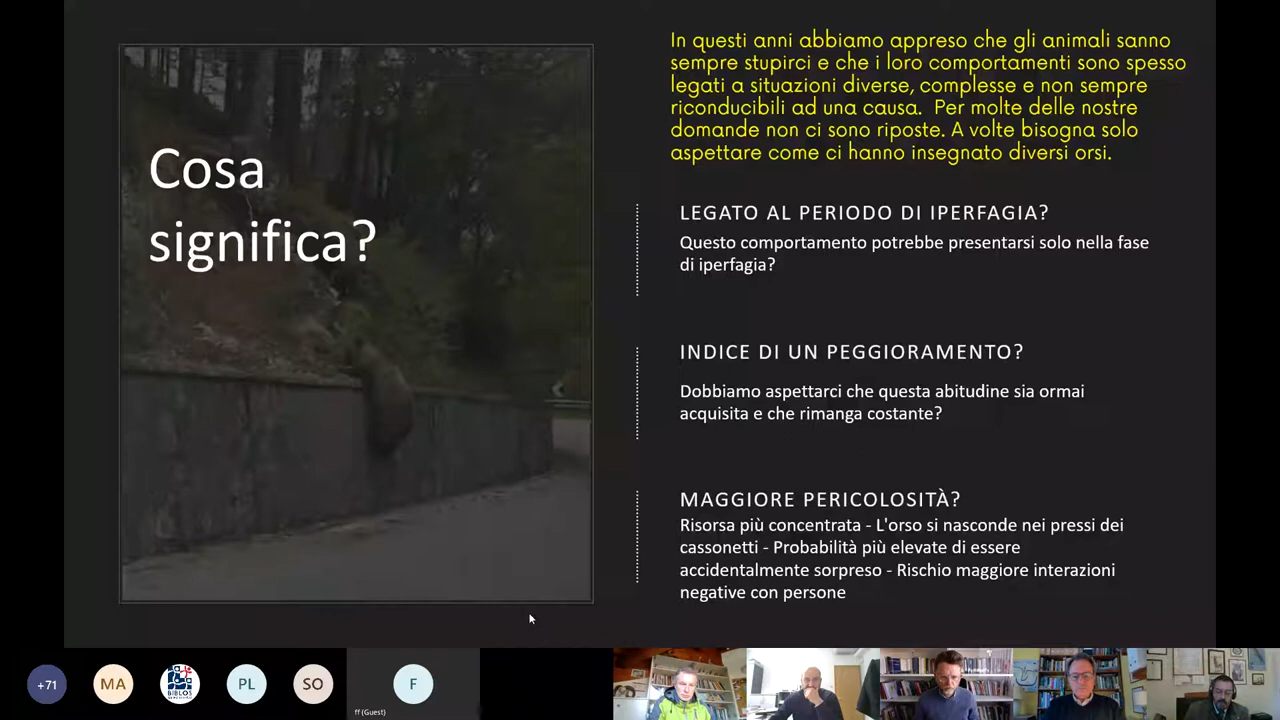 In questi anni abbiamo appreso che gli animali sanno
sempre stupirci e che i loro comportamenti sono spesso
legati a situazioni diverse, complesse e non sempre
riconducibili ad una causa. Per molte delle nostre
domande non ci sono riposte. A volte bisogna solo
aspettare come ci hanno insegnato diversi orsi.
Cosa
significa?
LEGATO AL PERIODO DI IPERFAGIA?
Questo comportamento potrebbe presentarsi solo nella fase
di iperfagia?
INDICE DI UN PEGGIORAMENTO?
Dobbiamo aspettarci che questa abitudine sia ormai
acquisita e che rimanga costante?
MAGGIORE PERICOLOSITÀ?
Risorsa più concentrata - L'orso si nasconde nei pressi dei
cassonetti - Probabilità più elevate di essere
accidentalmente sorpreso - Rischio maggiore interazioni
negative con persone
+71
MA
BIBLOS
PL
SO
F
ff (Guest)